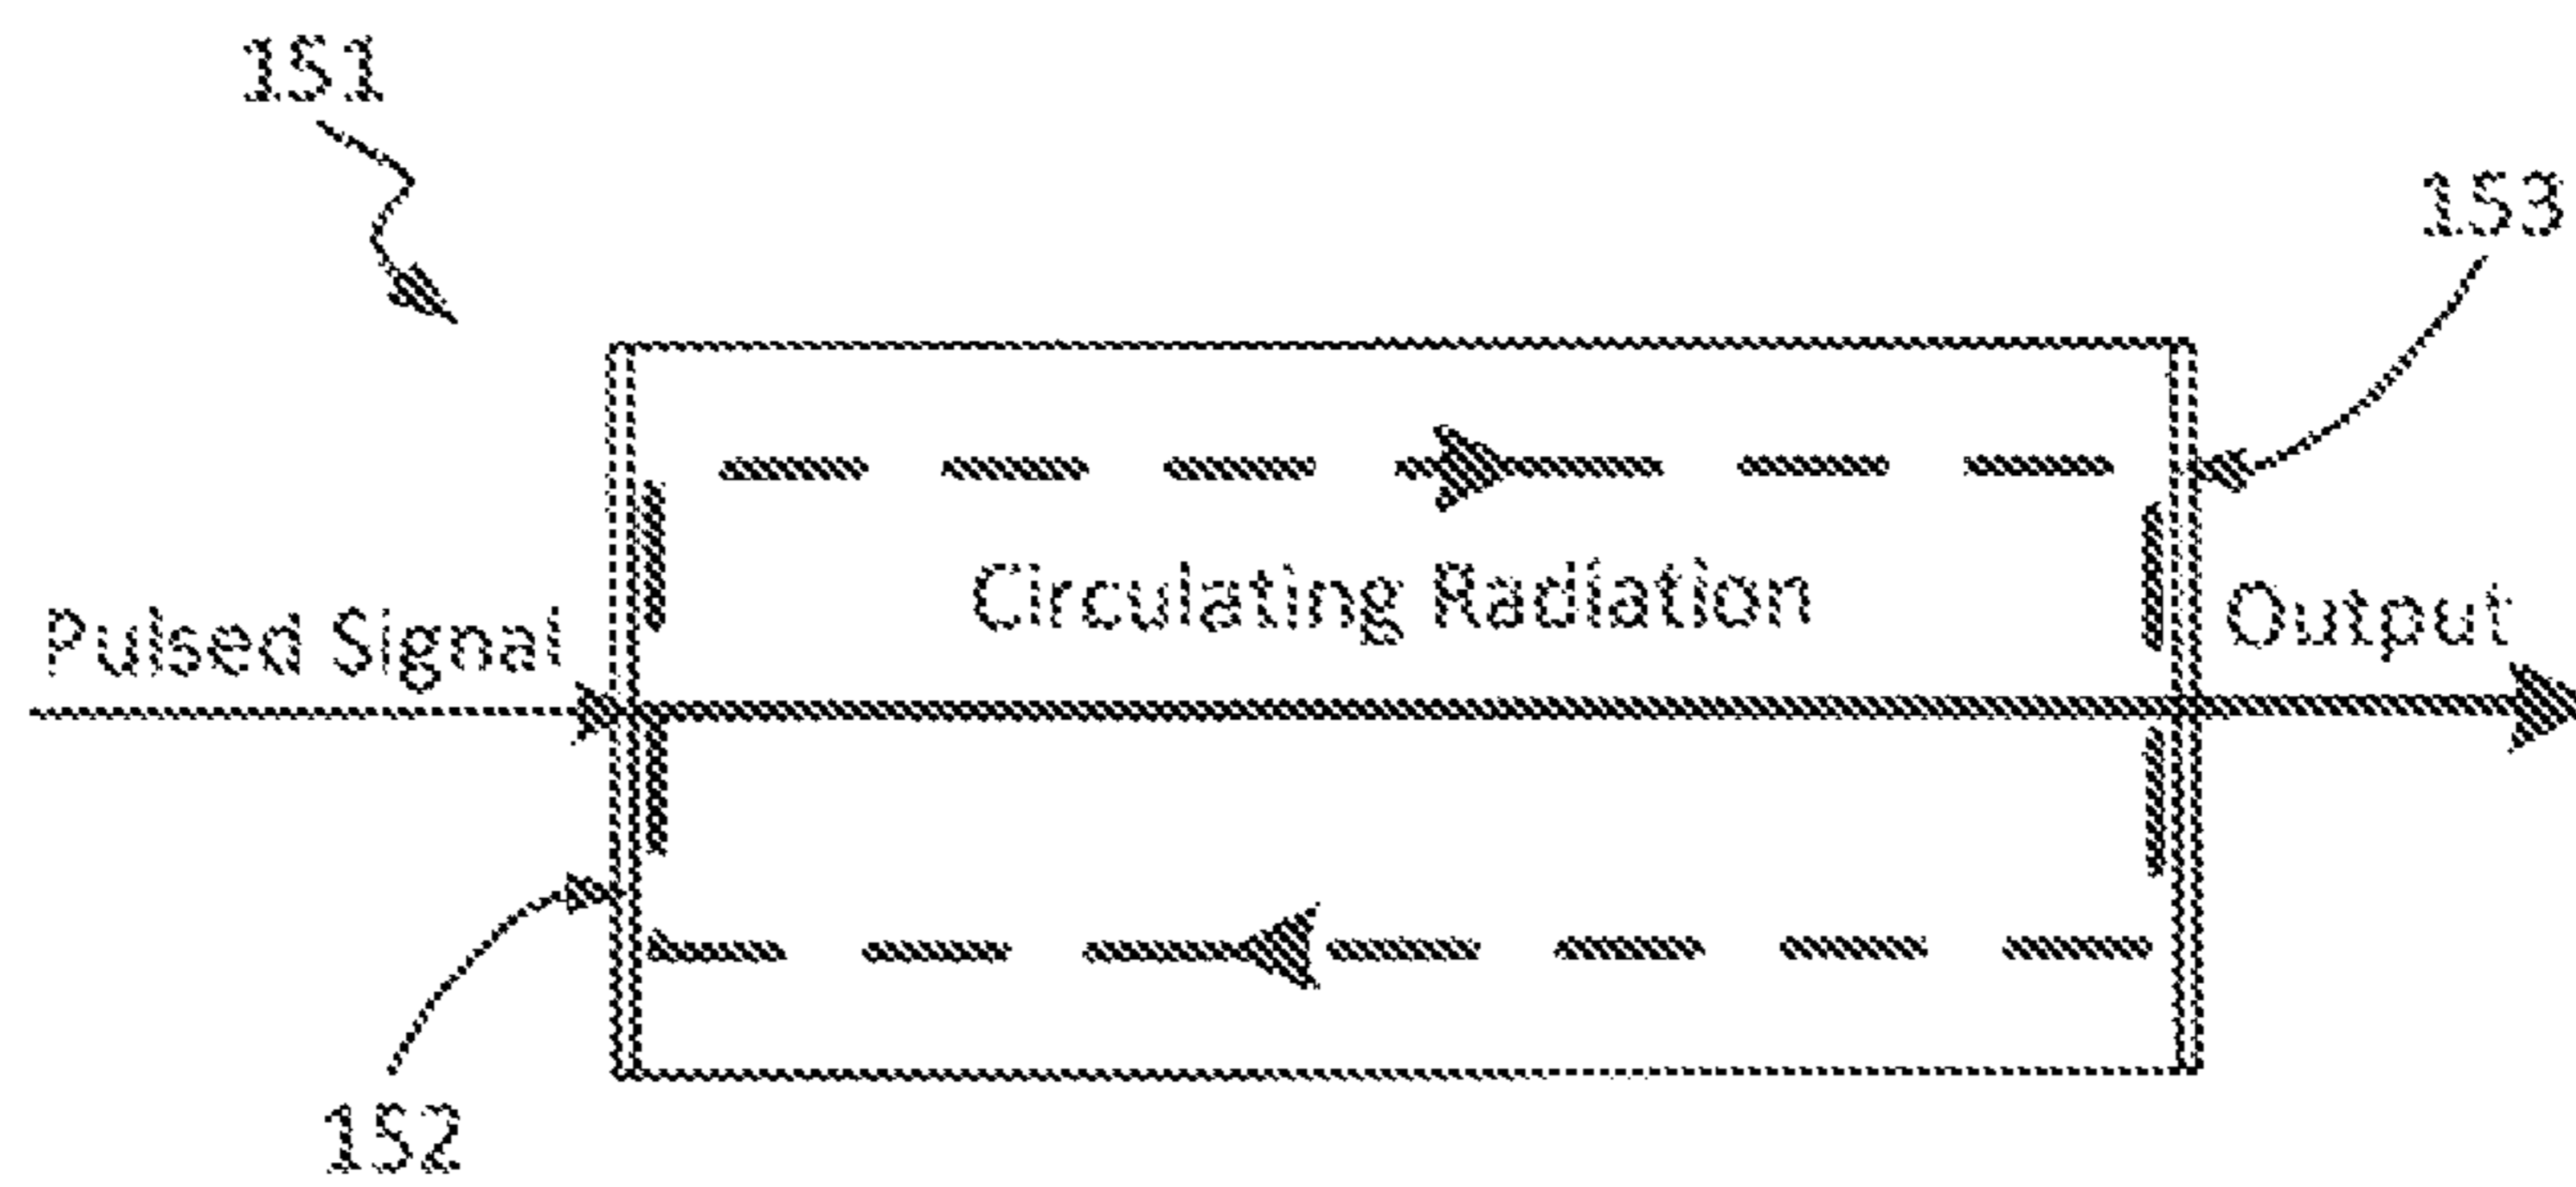 151
153
Circulating Radiation
Pulsed Signal
Output
152